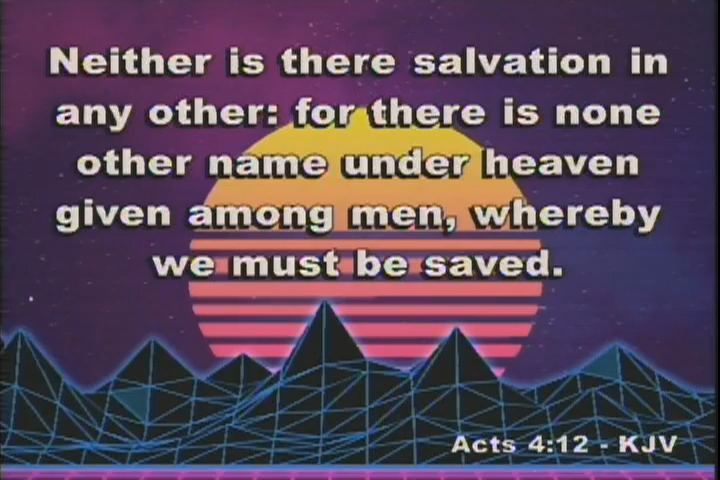 Neither is there salvation in
any other: for there is none
other name under heaven
given among men, whereby
we must be saved.
Acts 4:12 - KJV